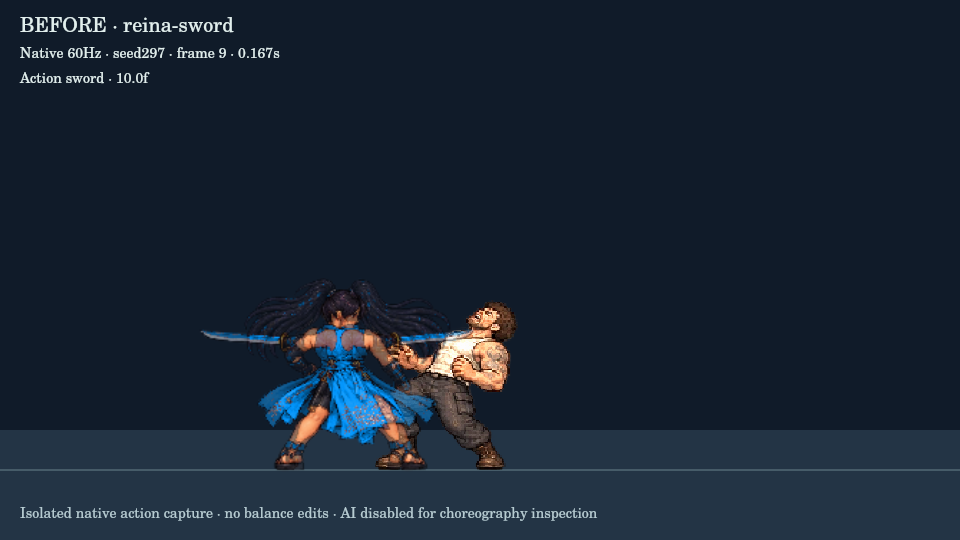 BEFORE · reina-sword
Native 60Hz · seed297 · frame 9 · 0.167s
Action sword · 10.0f
Isolated native action capture · no balance edits · AI disabled for choreography inspection